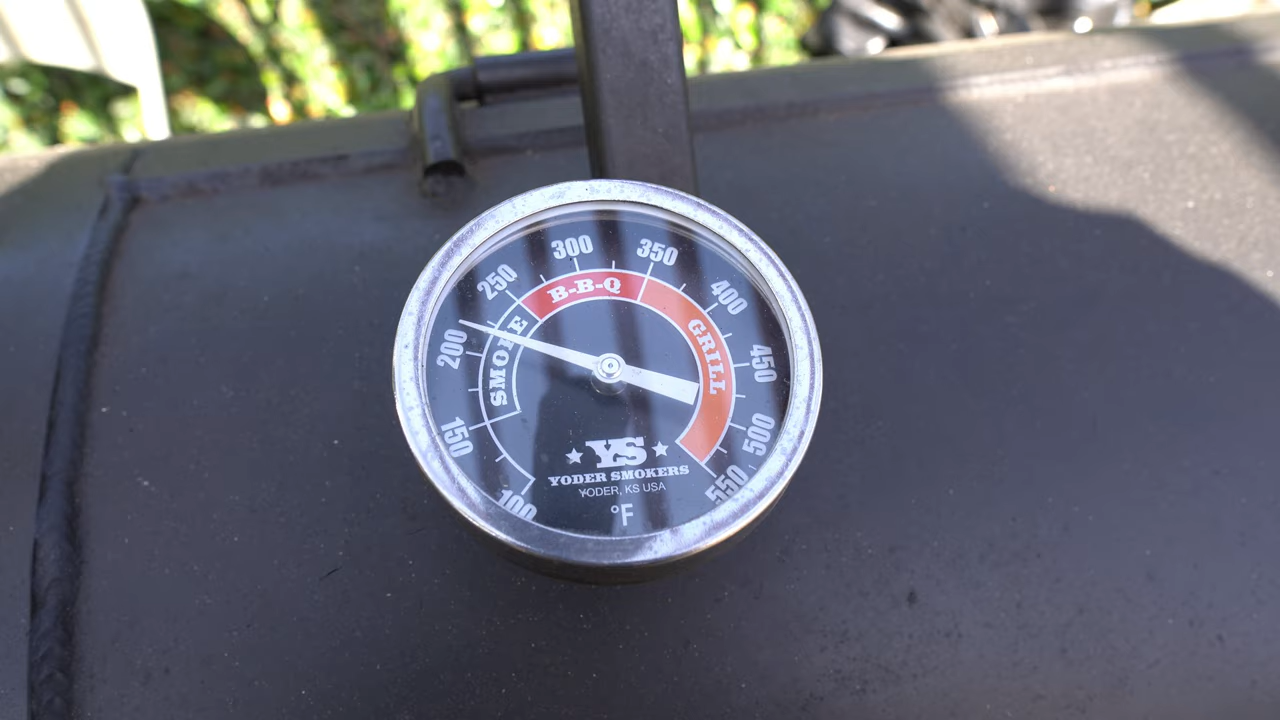 100
150
200
250
300
350
400
450
500
550
SMOKE
B-B-Q
GRILL
YS
YODER SMOKERS
YODER, KS USA
°F